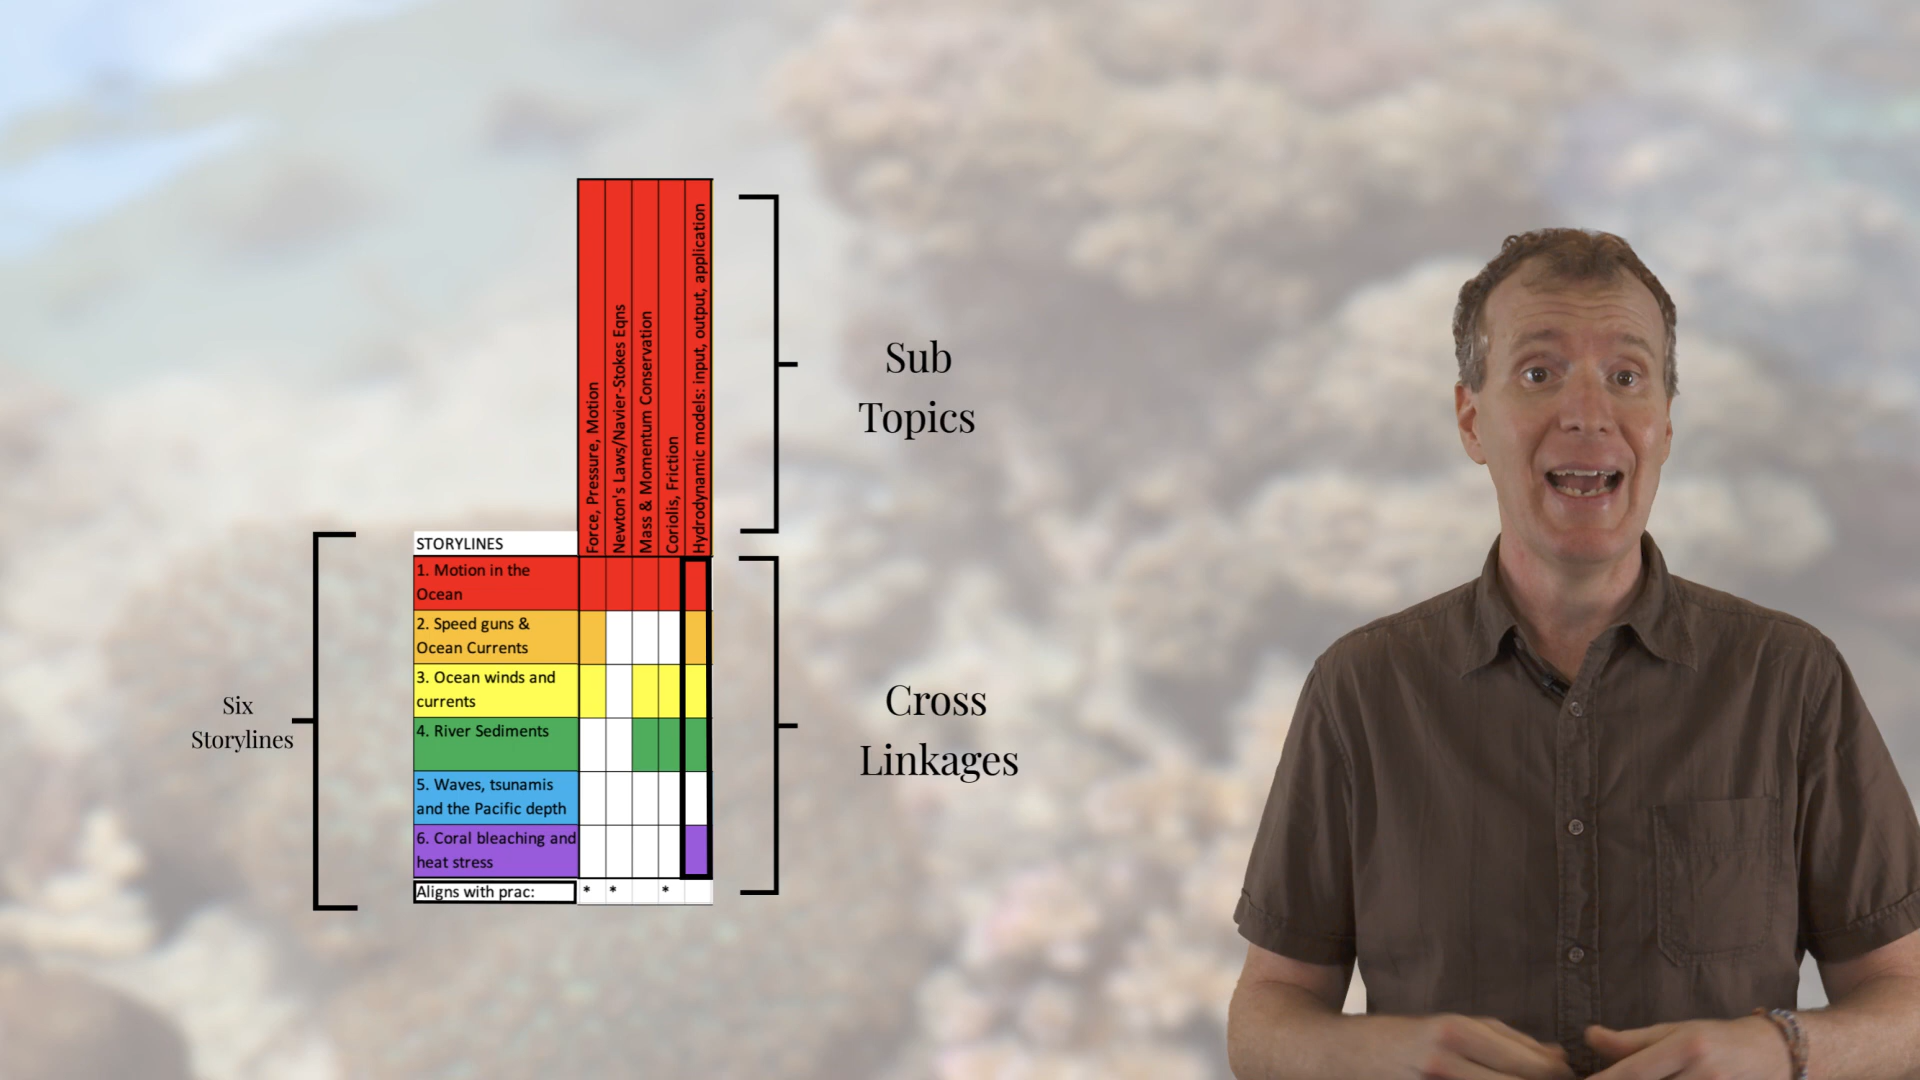 Force, Pressure, Motion
Newton's Laws/Navier-Stokes Eqns
Mass & Momentum Conservation
Coriolis, Friction
Hydrodynamic models: input, output, application
Sub
Topics
STORYLINES
1. Motion in the
Ocean
2. Speed guns &
Ocean Currents
3. Ocean winds and
currents
4. River Sediments
5. Waves, tsunamis
and the Pacific depth
6. Coral bleaching and
heat stress
Aligns with prac: * * *
Six
Storylines
Cross
Linkages